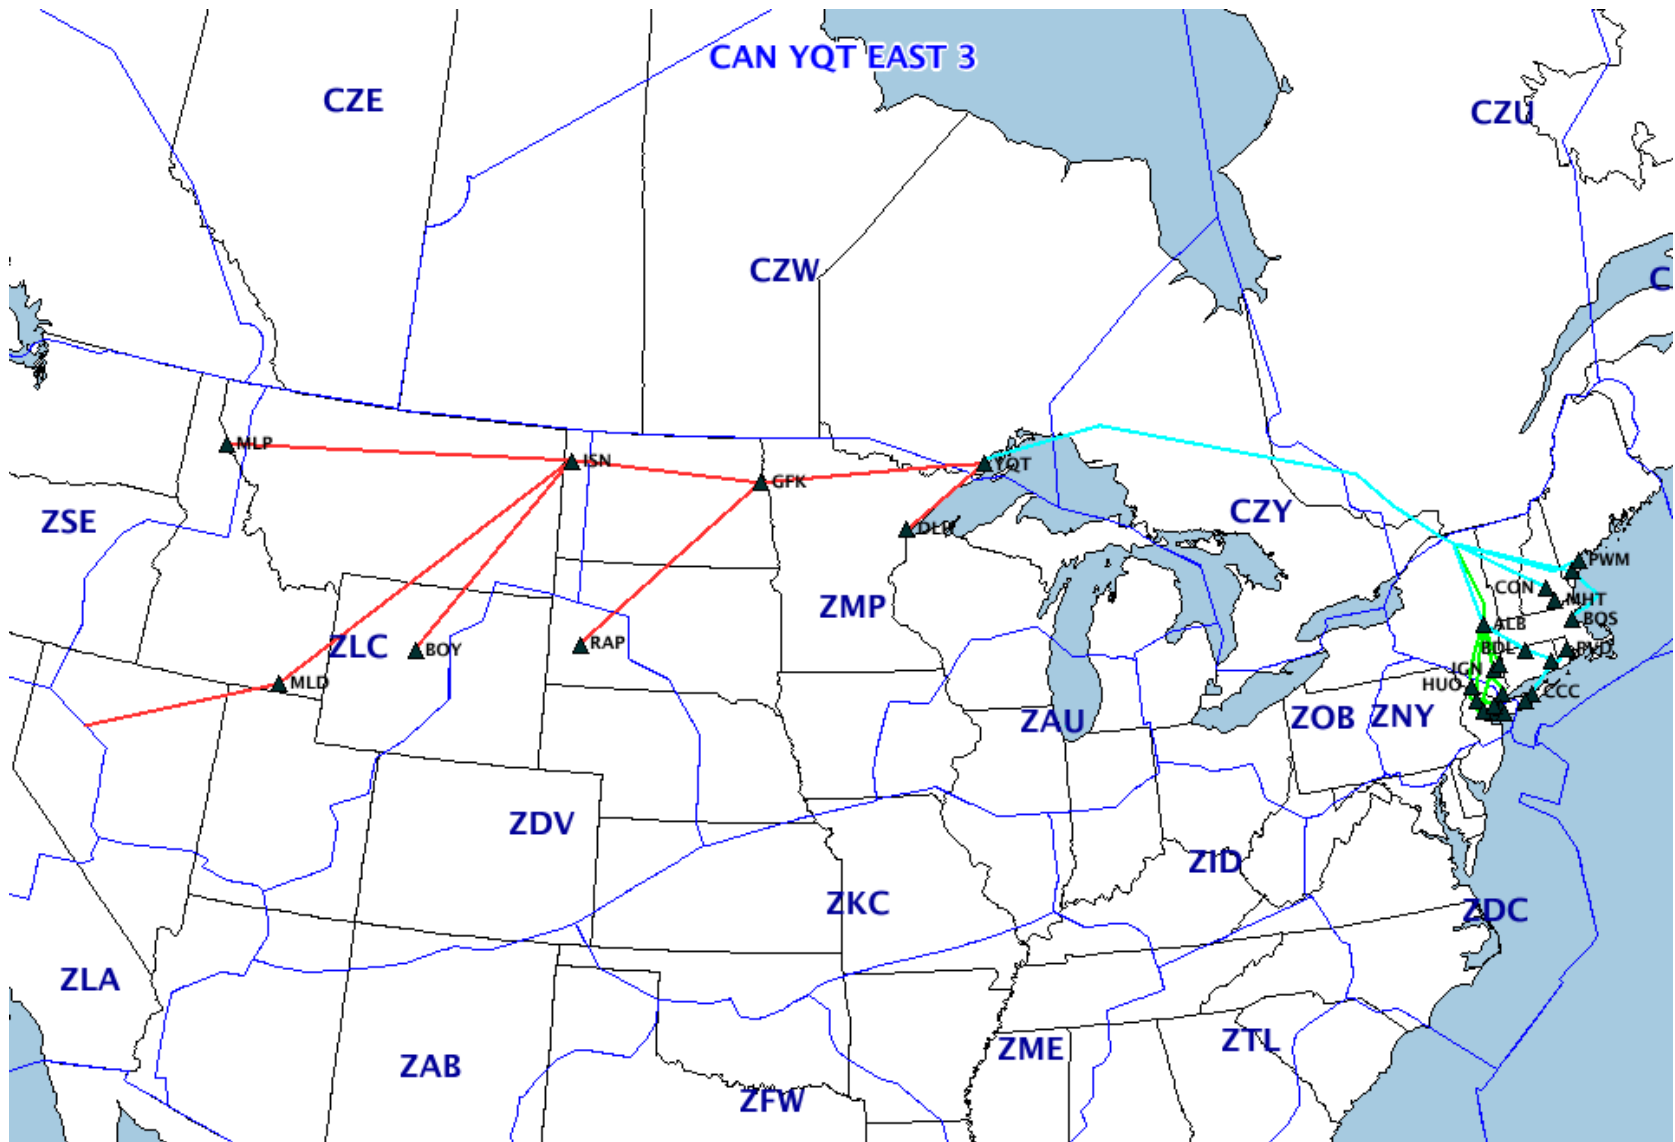 CAN YQT EAST 3
CZE
CZU
CZW
C
MLP
ISN
YQT
GFK
ZSE
CZY
DLH
PWM
CON
MHT
ZMP
BOS
ALB
ZLC
BOY
RAP
BDL
PVD
IGN
MLD
HUO
CCC
ZAU
ZOB
ZNY
ZDV
ZID
ZKC
ZDC
ZLA
ZME
ZTL
ZAB
ZFW